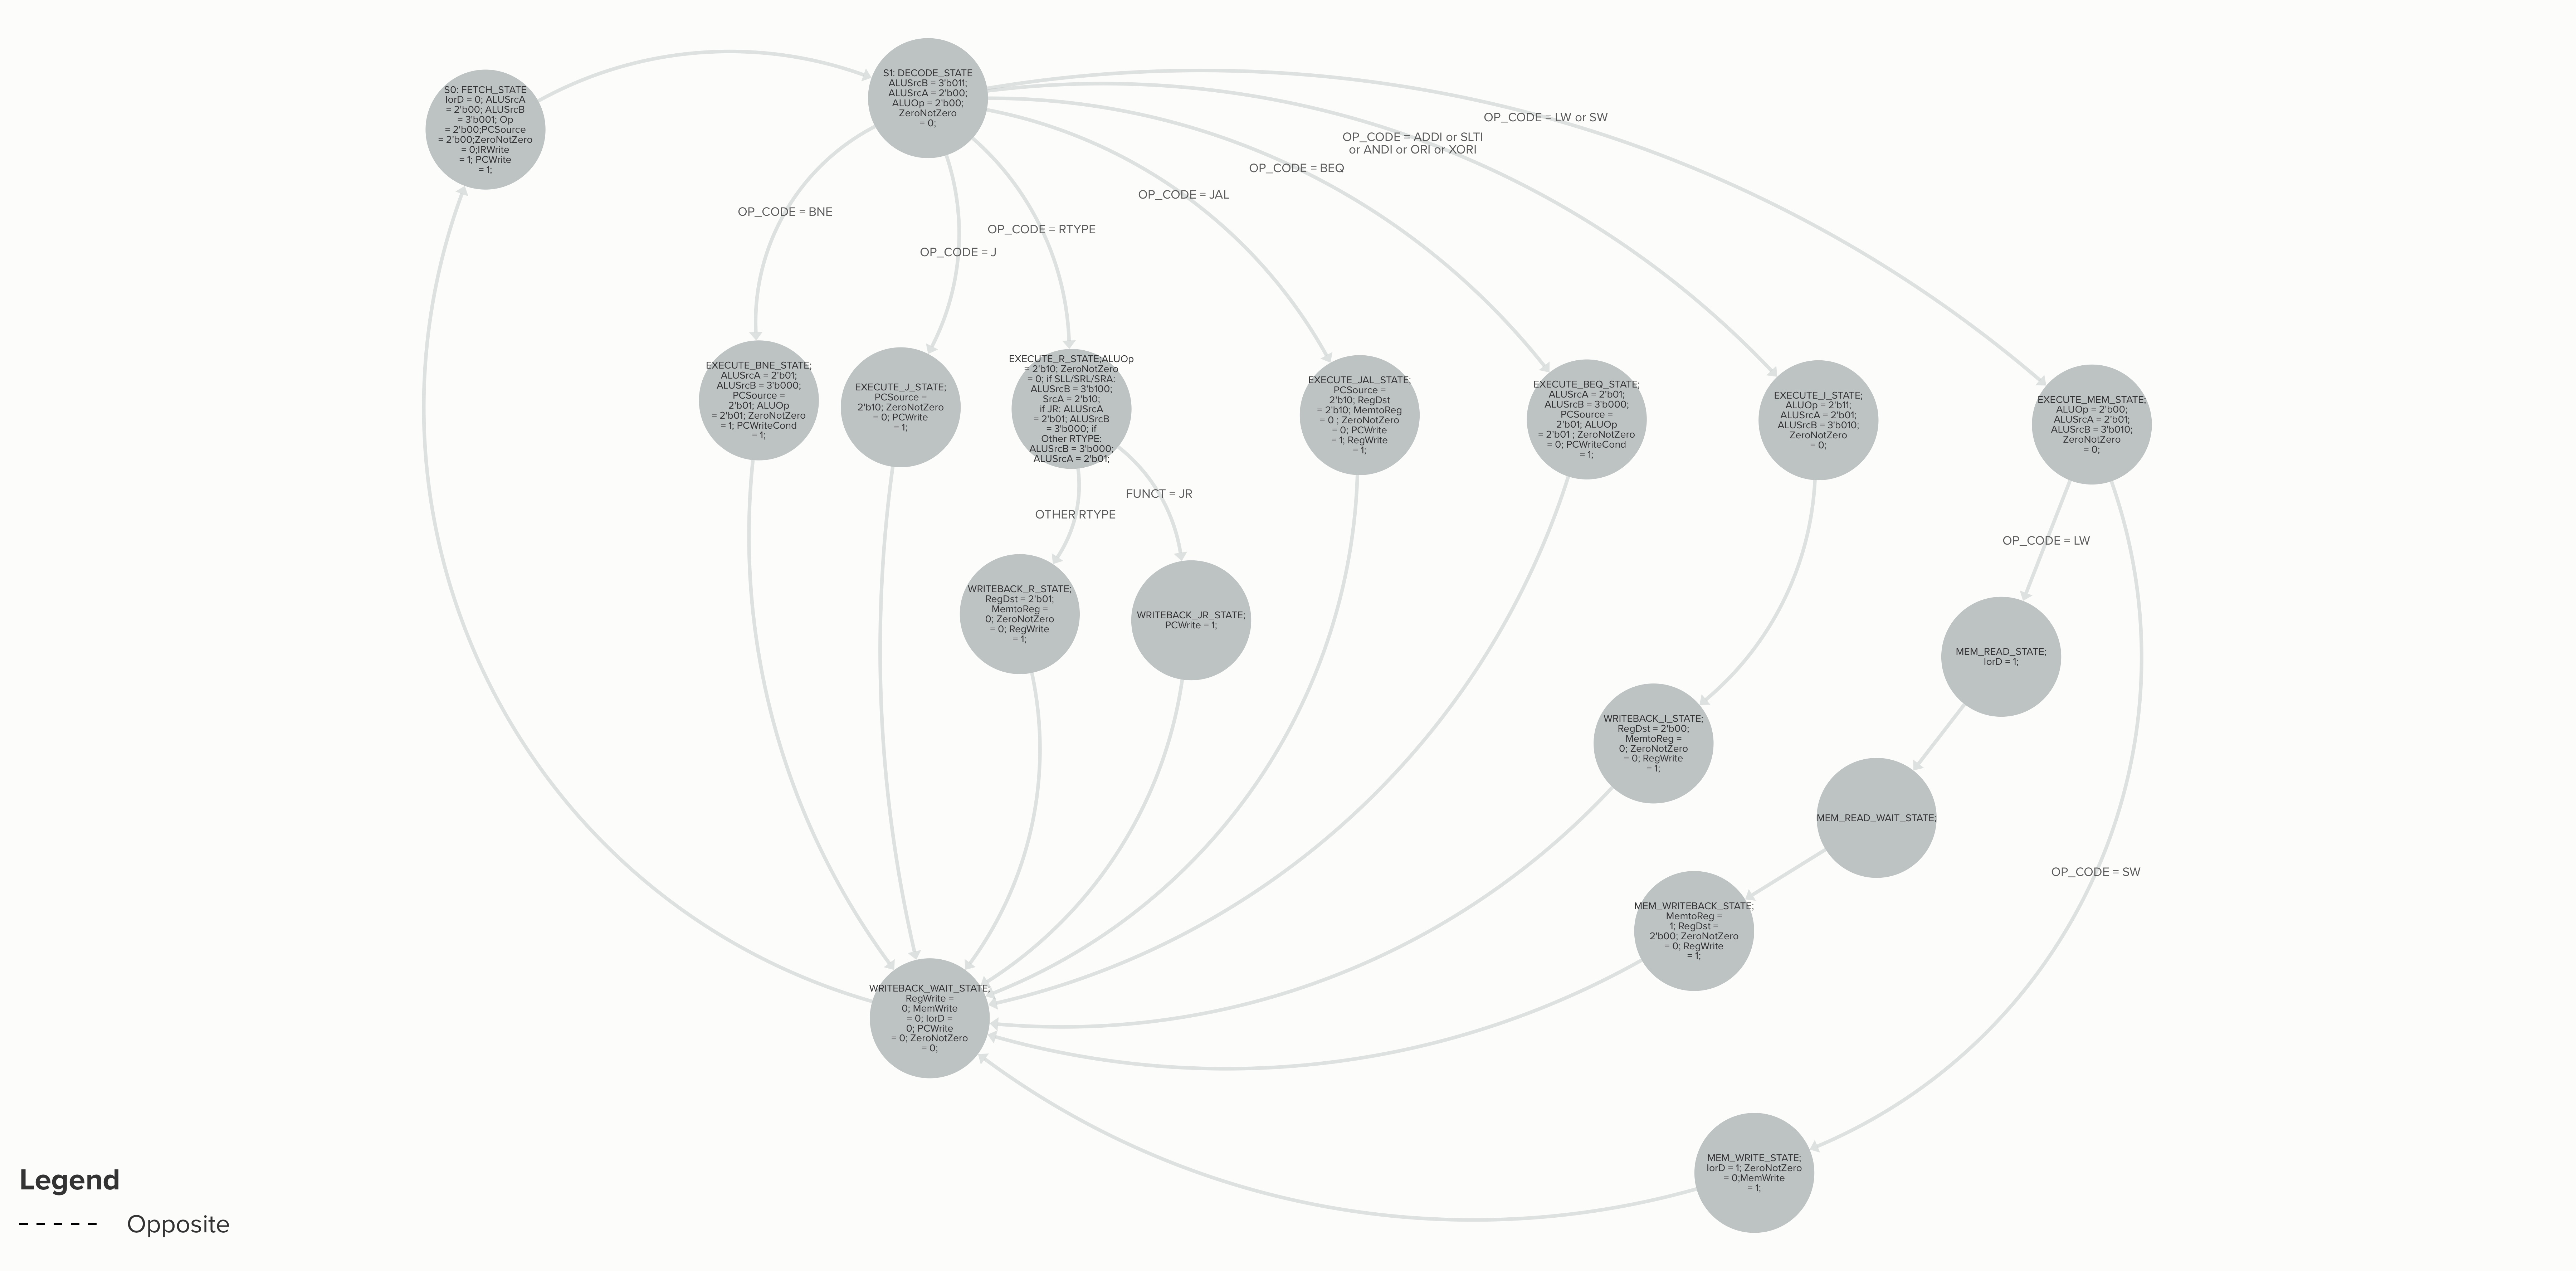 S0: FETCH_STATE
IorD = 0; ALUSrcA
= 2'b00; ALUSrcB
= 3'b001; Op
= 2'b00;PCSource
= 2'b00;ZeroNotZero
= 0;IRWrite
= 1; PCWrite
= 1;
S1: DECODE_STATE
ALUSrcB = 3'b011;
ALUSrcA = 2'b00;
ALUOp = 2'b00;
ZeroNotZero
= 0;
OP_CODE = LW or SW
OP_CODE = ADDI or SLTI
or ANDI or ORI or XORI
OP_CODE = BEQ
OP_CODE = JAL
OP_CODE = BNE
OP_CODE = RTYPE
OP_CODE = J
EXECUTE_BNE_STATE;
ALUSrcA = 2'b01;
ALUSrcB = 3'b000;
PCSource =
2'b01; ALUOp
= 2'b01; ZeroNotZero
= 1; PCWriteCond
= 1;
EXECUTE_J_STATE;
PCSource =
2'b10; ZeroNotZero
= 0; PCWrite
= 1;
EXECUTE_R_STATE;ALUOp
= 2'b10; ZeroNotZero
= 0; if SLL/SRL/SRA:
ALUSrcB = 3'b100;
SrcA = 2'b10;
if JR: ALUSrcA
= 2'b01; ALUSrcB
= 3'b000; if
Other RTYPE:
ALUSrcB = 3'b000;
ALUSrcA = 2'b01;
EXECUTE_JAL_STATE;
PCSource =
2'b10; RegDst
= 2'b10; MemtoReg
= 0 ; ZeroNotZero
= 0; PCWrite
= 1; RegWrite
= 1;
EXECUTE_BEQ_STATE;
ALUSrcA = 2'b01;
ALUSrcB = 3'b000;
PCSource =
2'b01; ALUOp
= 2'b01 ; ZeroNotZero
= 0; PCWriteCond
= 1;
EXECUTE_I_STATE;
ALUOp = 2'b11;
ALUSrcA = 2'b01;
ALUSrcB = 3'b010;
ZeroNotZero
= 0;
EXECUTE_MEM_STATE;
ALUOp = 2'b00;
ALUSrcA = 2'b01;
ALUSrcB = 3'b010;
ZeroNotZero
= 0;
FUNCT = JR
OTHER RTYPE
OP_CODE = LW
WRITEBACK_R_STATE;
RegDst = 2'b01;
MemtoReg =
0; ZeroNotZero
= 0; RegWrite
= 1;
WRITEBACK_JR_STATE;
PCWrite = 1;
MEM_READ_STATE;
IorD = 1;
WRITEBACK_I_STATE;
RegDst = 2'b00;
MemtoReg =
0; ZeroNotZero
= 0; RegWrite
= 1;
MEM_READ_WAIT_STATE;
OP_CODE = SW
MEM_WRITEBACK_STATE;
MemtoReg =
1; RegDst =
2'b00; ZeroNotZero
= 0; RegWrite
= 1;
WRITEBACK_WAIT_STATE;
RegWrite =
0; MemWrite
= 0; IorD =
0; PCWrite
= 0; ZeroNotZero
= 0;
MEM_WRITE_STATE;
IorD = 1; ZeroNotZero
= 0;MemWrite
= 1;
Legend
Opposite